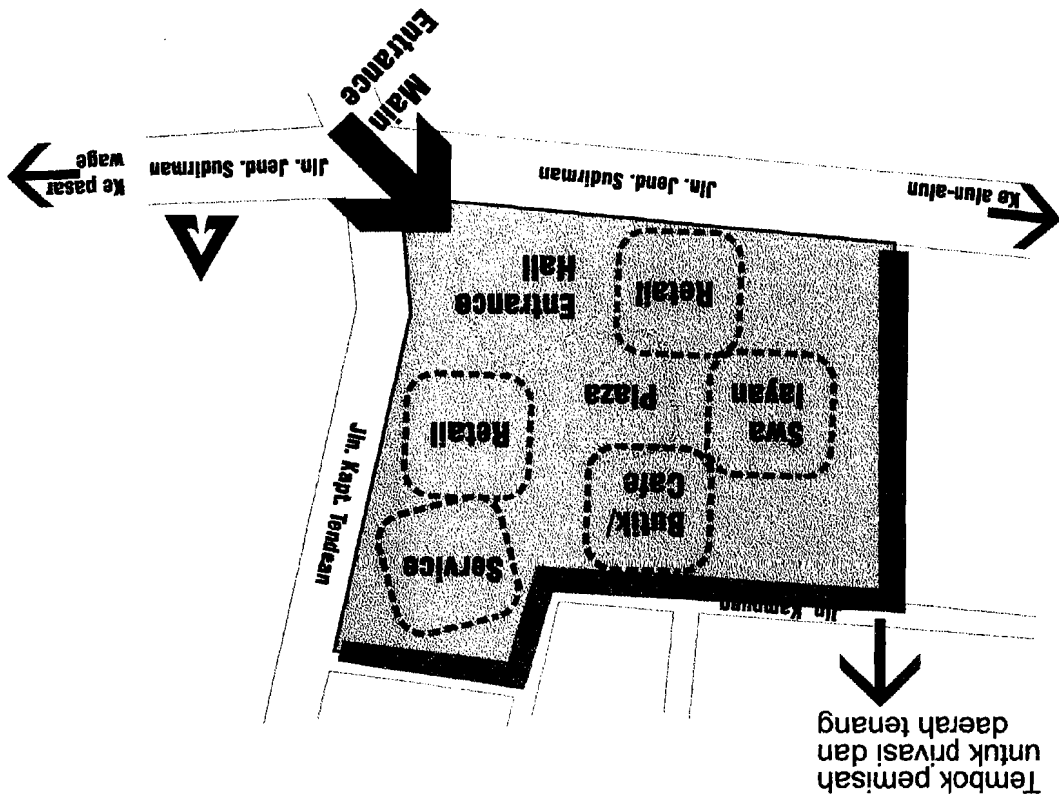 Tembok pemisah
untuk privasi dan
daerah tenang
Jln. Kampung
Service
Butik/
Cafe
Jln. Kapt. Tendean
Swa
layan
Retail
Plaza
Entrance
Hall
Retail
Ke alun-alun
Jln. Jend. Sudirman
Jln. Jend. Sudirman
Ke pasar
wage
Main
Entrance